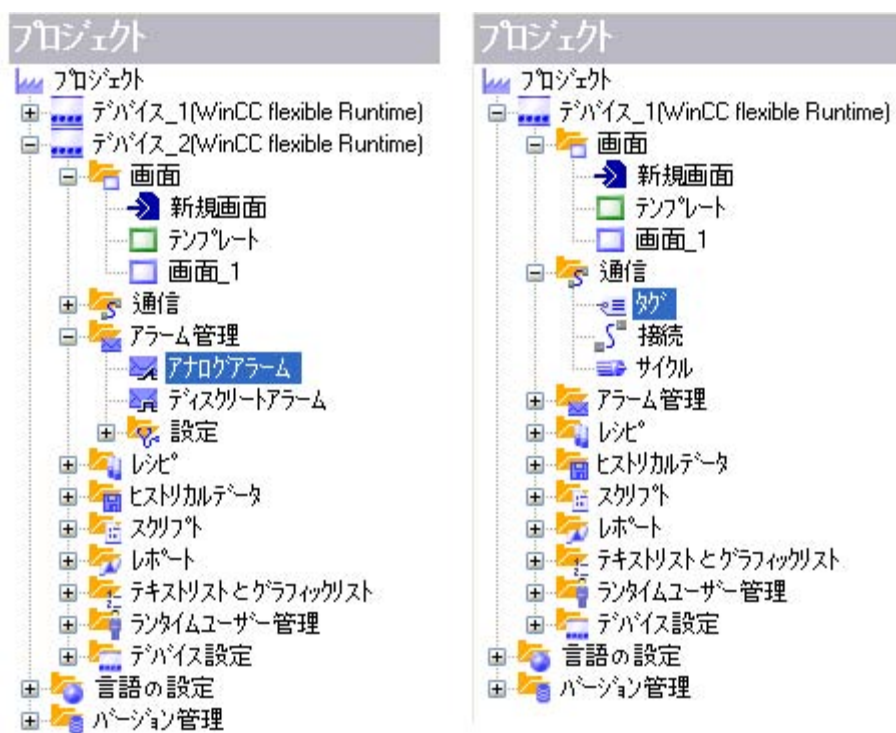 プロジェクト
プロジェクト
デバイス_1(WinCC flexible Runtime)
デバイス_2(WinCC flexible Runtime)
画面
新規画面
テンプレート
画面_1
通信
アラーム管理
アナログアラーム
ディスクリートアラーム
設定
レシピ
ヒストリカルデータ
スクリプト
レポート
テキストリストとグラフィックリスト
ランタイムユーザー管理
デバイス設定
言語の設定
バージョン管理
プロジェクト
プロジェクト
デバイス_1(WinCC flexible Runtime)
画面
新規画面
テンプレート
画面_1
通信
タグ
接続
サイクル
アラーム管理
レシピ
ヒストリカルデータ
スクリプト
レポート
テキストリストとグラフィックリスト
ランタイムユーザー管理
デバイス設定
言語の設定
バージョン管理